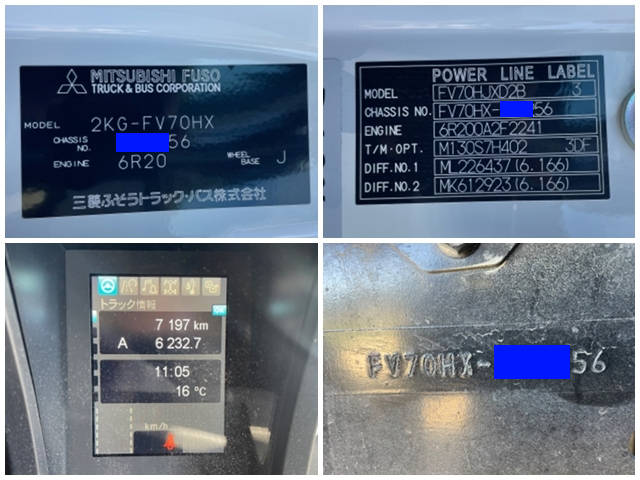 MITSUBISHI FUSO
TRUCK & BUS CORPORATION
MODEL 2KG-FV70HX
CHASSIS NO. 56
ENGINE 6R20 WHEEL BASE J
三菱ふそうトラック・バス株式会社
POWER LINE LABEL
MODEL FV70HJXD2B 3
CHASSIS NO. FV70HX- 56
ENGINE 6R200A2F2241
T/M-OPT. M130S7H402 3DF
DIFF.NO.1 ML226437(6.166)
DIFF.NO.2 MK612923(6.166)
トラック情報
7 197 km
A 6 232.7
11:05
16 °C
km/h
FV70HX- 56